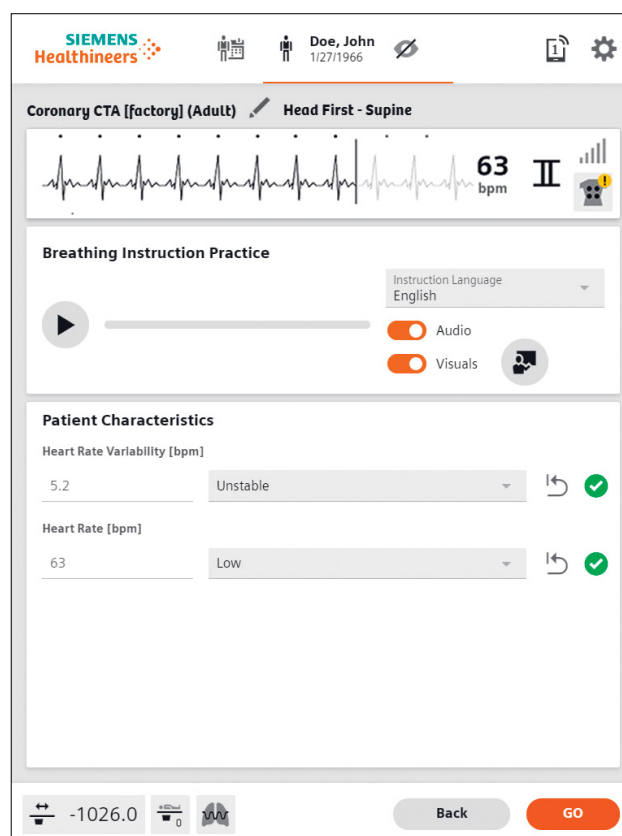 SIEMENS
Healthineers
Doe, John
1/27/1966
1
Coronary CTA [factory] (Adult) Head First - Supine
63
bpm
II
!
Breathing Instruction Practice
Instruction Language
English
Audio
Visuals
Patient Characteristics
Heart Rate Variability [bpm]
5.2 Unstable
Heart Rate [bpm]
63 Low
-1026.0 0 Back GO